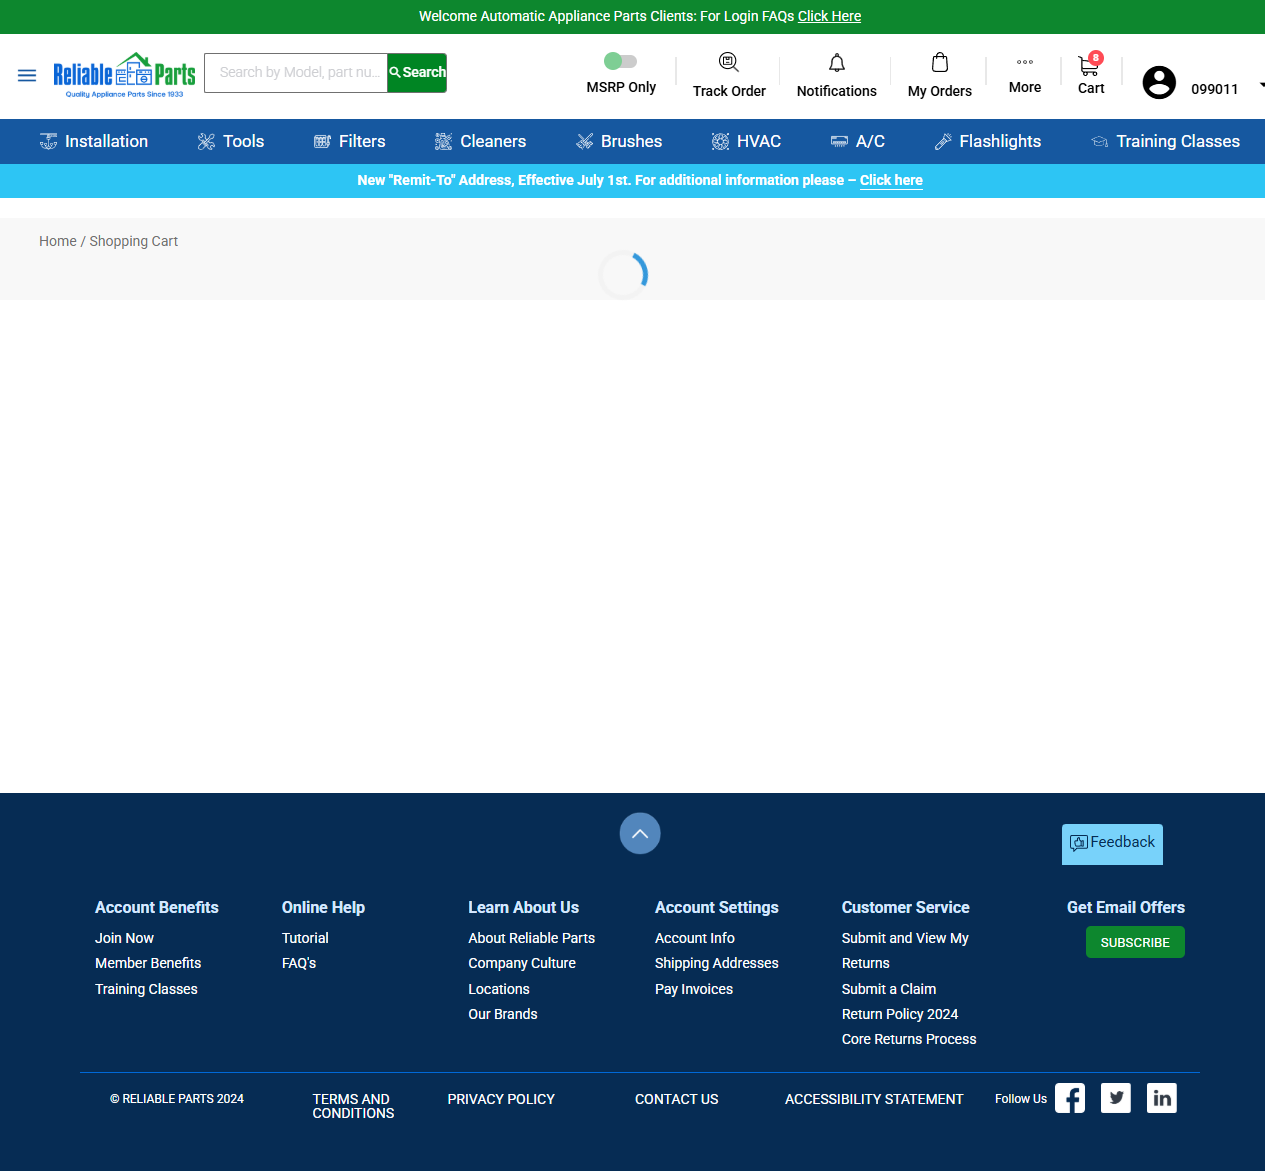 Welcome Automatic Appliance Parts Clients: For Login FAQs Click Here
Reliable Parts
Quality Appliance Parts Since 1933
Search by Model, part nu...
Search
MSRP Only
Track Order
Notifications
My Orders
More
8
Cart
099011
Installation
Tools
Filters
Cleaners
Brushes
HVAC
A/C
Flashlights
Training Classes
New "Remit-To" Address, Effective July 1st. For additional information please – Click here
Home / Shopping Cart
Feedback
Account Benefits
Join Now
Member Benefits
Training Classes
Online Help
Tutorial
FAQ's
Learn About Us
About Reliable Parts
Company Culture
Locations
Our Brands
Account Settings
Account Info
Shipping Addresses
Pay Invoices
Customer Service
Submit and View My
Returns
Submit a Claim
Return Policy 2024
Core Returns Process
Get Email Offers
SUBSCRIBE
© RELIABLE PARTS 2024
TERMS AND
CONDITIONS
PRIVACY POLICY
CONTACT US
ACCESSIBILITY STATEMENT
Follow Us